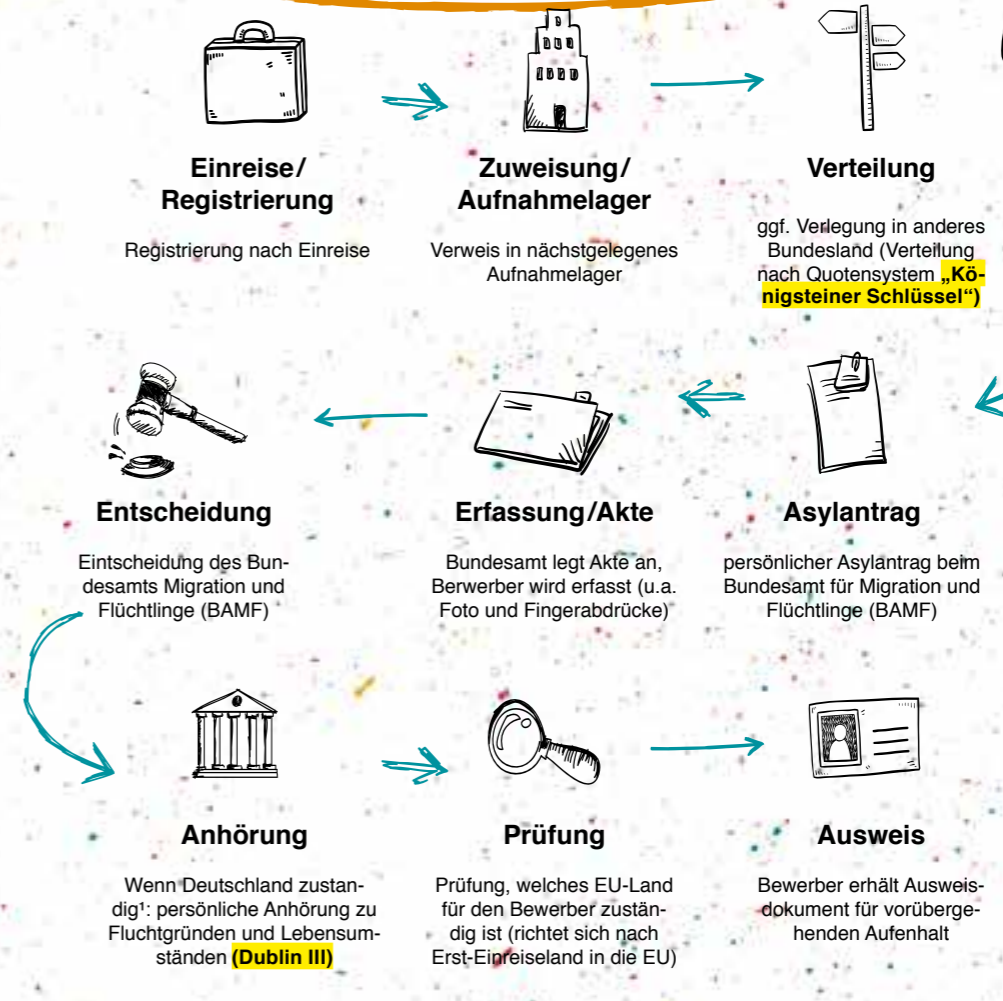 Einreise/
Registrierung
Registrierung nach Einreise
Zuweisung/
Aufnahmelager
Verweis in nächstgelegenes
Aufnahmelager
Verteilung
ggf. Verlegung in anderes
Bundesland (Verteilung
nach Quotensystem „Kö-
nigsteiner Schlüssel“)
Asylantrag
persönlicher Asylantrag beim
Bundesamt für Migration und
Flüchtlinge (BAMF)
Erfassung/Akte
Bundesamt legt Akte an,
Berwerber wird erfasst (u.a.
Foto und Fingerabdrücke)
Entscheidung
Eintscheidung des Bun-
desamts Migration und
Flüchtlinge (BAMF)
Anhörung
Wenn Deutschland zustan-
dig¹: persönliche Anhörung zu
Fluchtgründen und Lebensum-
ständen (Dublin III)
Prüfung
Prüfung, welches EU-Land
für den Bewerber zustän-
dig ist (richtet sich nach
Erst-Einreiseland in die EU)
Ausweis
Bewerber erhält Ausweis-
dokument für vorüberge-
henden Aufenhalt